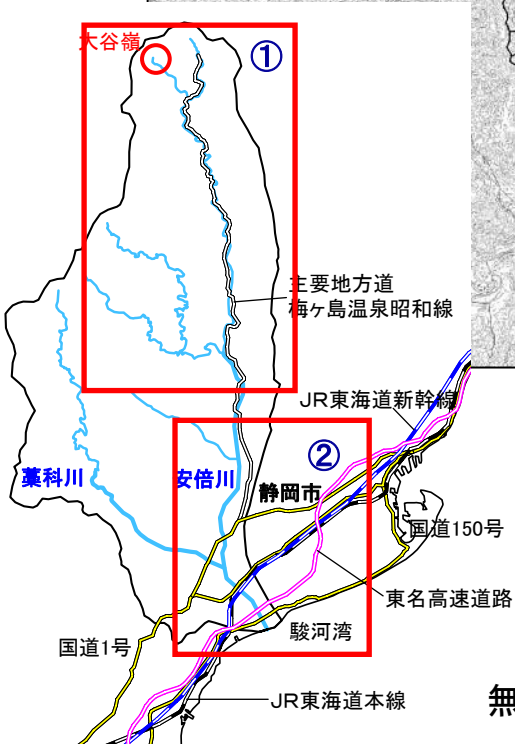 大谷嶺
①
主要地方道
梅ヶ島温泉昭和線
JR東海道新幹線
②
藁科川
安倍川
静岡市
国道150号
東名高速道路
駿河湾
国道1号
JR東海道本線
無